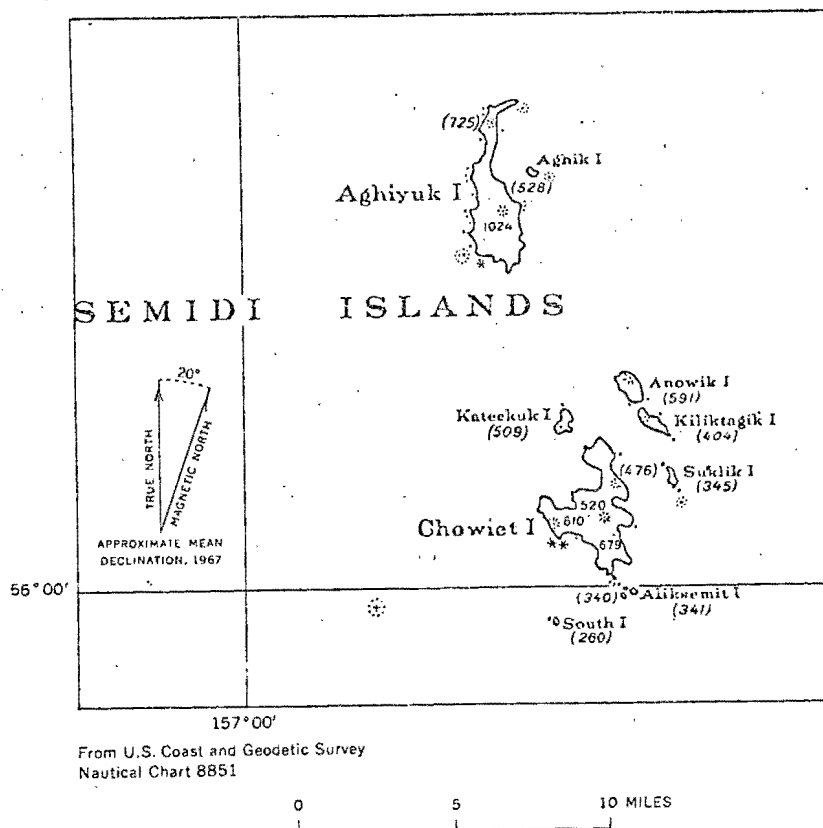 (725)
Aghik I
(528)
Aghiyuk I
1024
SEMIDI ISLANDS
20°
TRUE NORTH
MAGNETIC NORTH
APPROXIMATE MEAN
DECLINATION, 1967
Anowik I
(591)
Kateekuk I
(509)
Kiliktagik I
(404)
(476)
Suklik I
(345)
520
610
Chowiet I
679
56°00'
(340)
Aliksemit I
(341)
South I
(260)
157°00'
From U.S. Coast and Geodetic Survey
Nautical Chart 8851
0 5 10 MILES